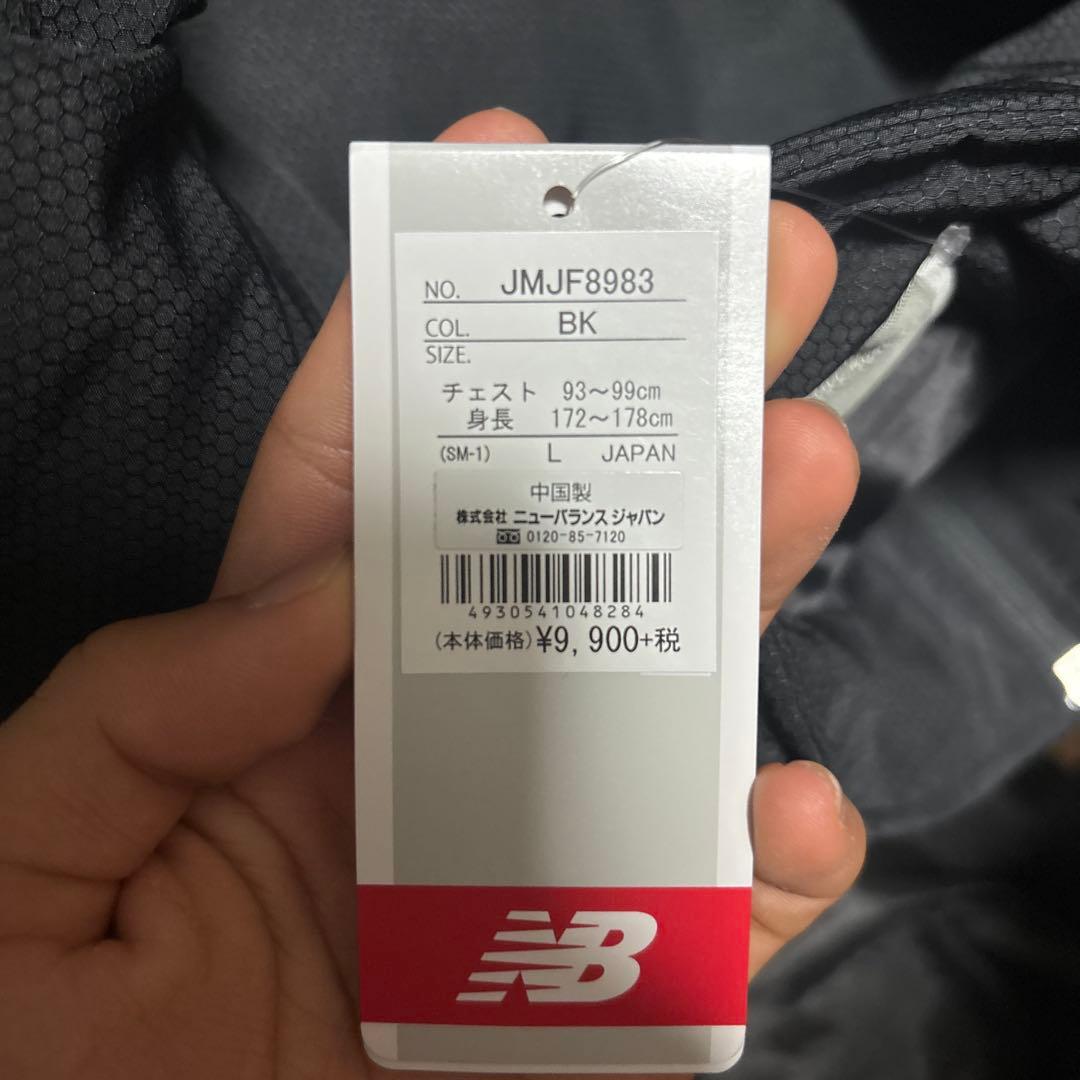 NO. JMJF8983
COL. BK
SIZE.
チェスト 93〜99cm
身長 172〜178cm
(SM-1) L JAPAN
中国製
株式会社 ニューバランス ジャパン
0120-85-7120
4930541048284
(本体価格)¥9,900+税
NB